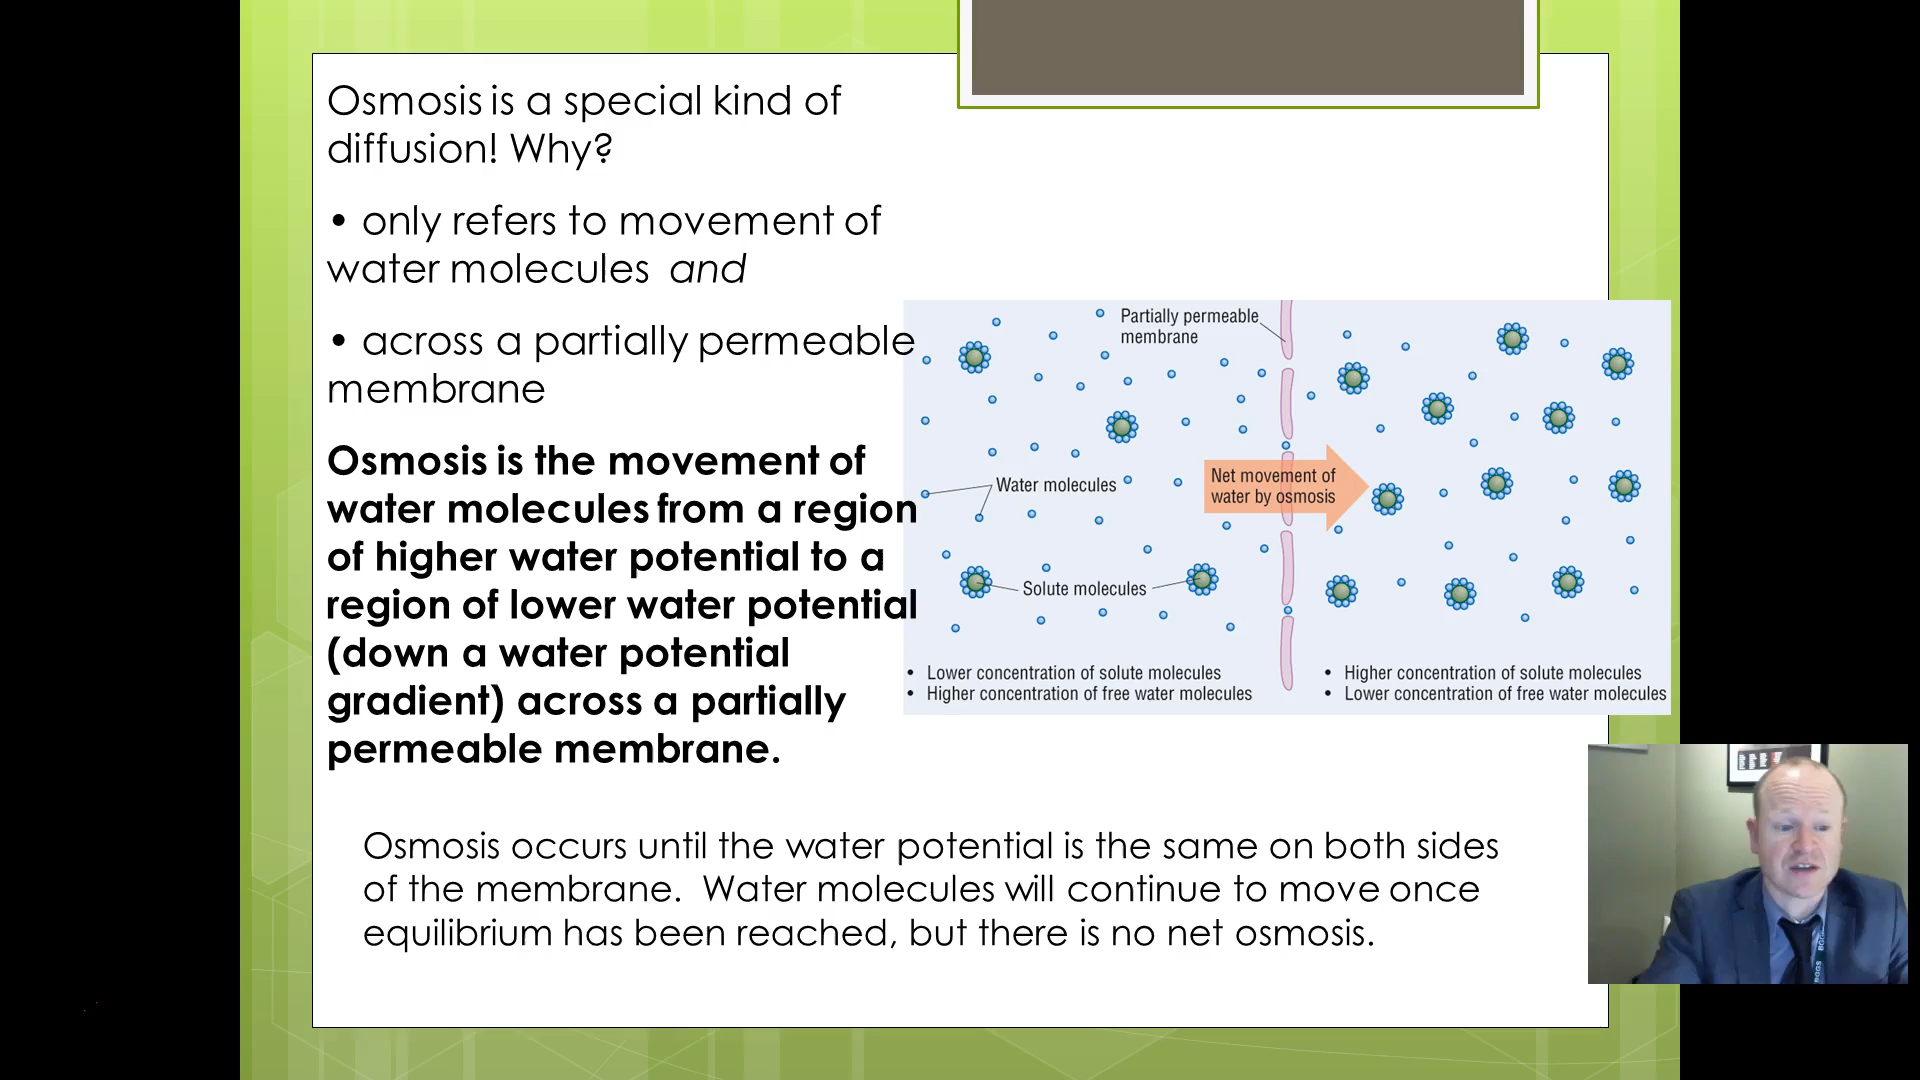 Osmosis is a special kind of
diffusion! Why?
• only refers to movement of
water molecules and
• across a partially permeable
membrane
Osmosis is the movement of
water molecules from a region
of higher water potential to a
region of lower water potential
(down a water potential
gradient) across a partially
permeable membrane.
Partially permeable
membrane
Water molecules
Net movement of
water by osmosis
Solute molecules
• Lower concentration of solute molecules
• Higher concentration of free water molecules
• Higher concentration of solute molecules
• Lower concentration of free water molecules
Osmosis occurs until the water potential is the same on both sides
of the membrane. Water molecules will continue to move once
equilibrium has been reached, but there is no net osmosis.